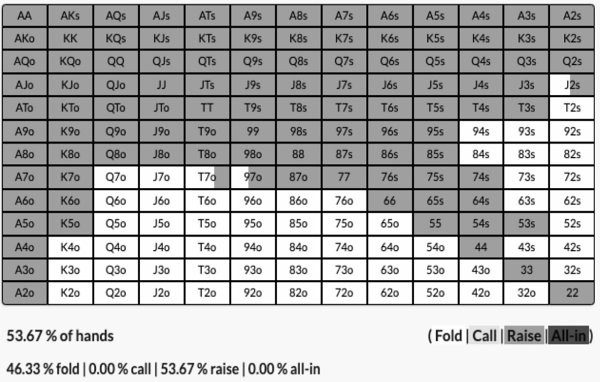 AA AKs AQs AJs ATs A9s A8s A7s A6s A5s A4s A3s A2s
AKo KK KQs KJs KTs K9s K8s K7s K6s K5s K4s K3s K2s
AQo KQo QQ QJs QTs Q9s Q8s Q7s Q6s Q5s Q4s Q3s Q2s
AJo KJo QJo JJ JTs J9s J8s J7s J6s J5s J4s J3s J2s
ATo KTo QTo JTo TT T9s T8s T7s T6s T5s T4s T3s T2s
A9o K9o Q9o J9o T9o 99 98s 97s 96s 95s 94s 93s 92s
A8o K8o Q8o J8o T8o 98o 88 87s 86s 85s 84s 83s 82s
A7o K7o Q7o J7o T7o 97o 87o 77 76s 75s 74s 73s 72s
A6o K6o Q6o J6o T6o 96o 86o 76o 66 65s 64s 63s 62s
A5o K5o Q5o J5o T5o 95o 85o 75o 65o 55 54s 53s 52s
A4o K4o Q4o J4o T4o 94o 84o 74o 64o 54o 44 43s 42s
A3o K3o Q3o J3o T3o 93o 83o 73o 63o 53o 43o 33 32s
A2o K2o Q2o J2o T2o 92o 82o 72o 62o 52o 42o 32o 22
53.67 % of hands ( Fold | Call | Raise | All-in )
46.33 % fold | 0.00 % call | 53.67 % raise | 0.00 % all-in